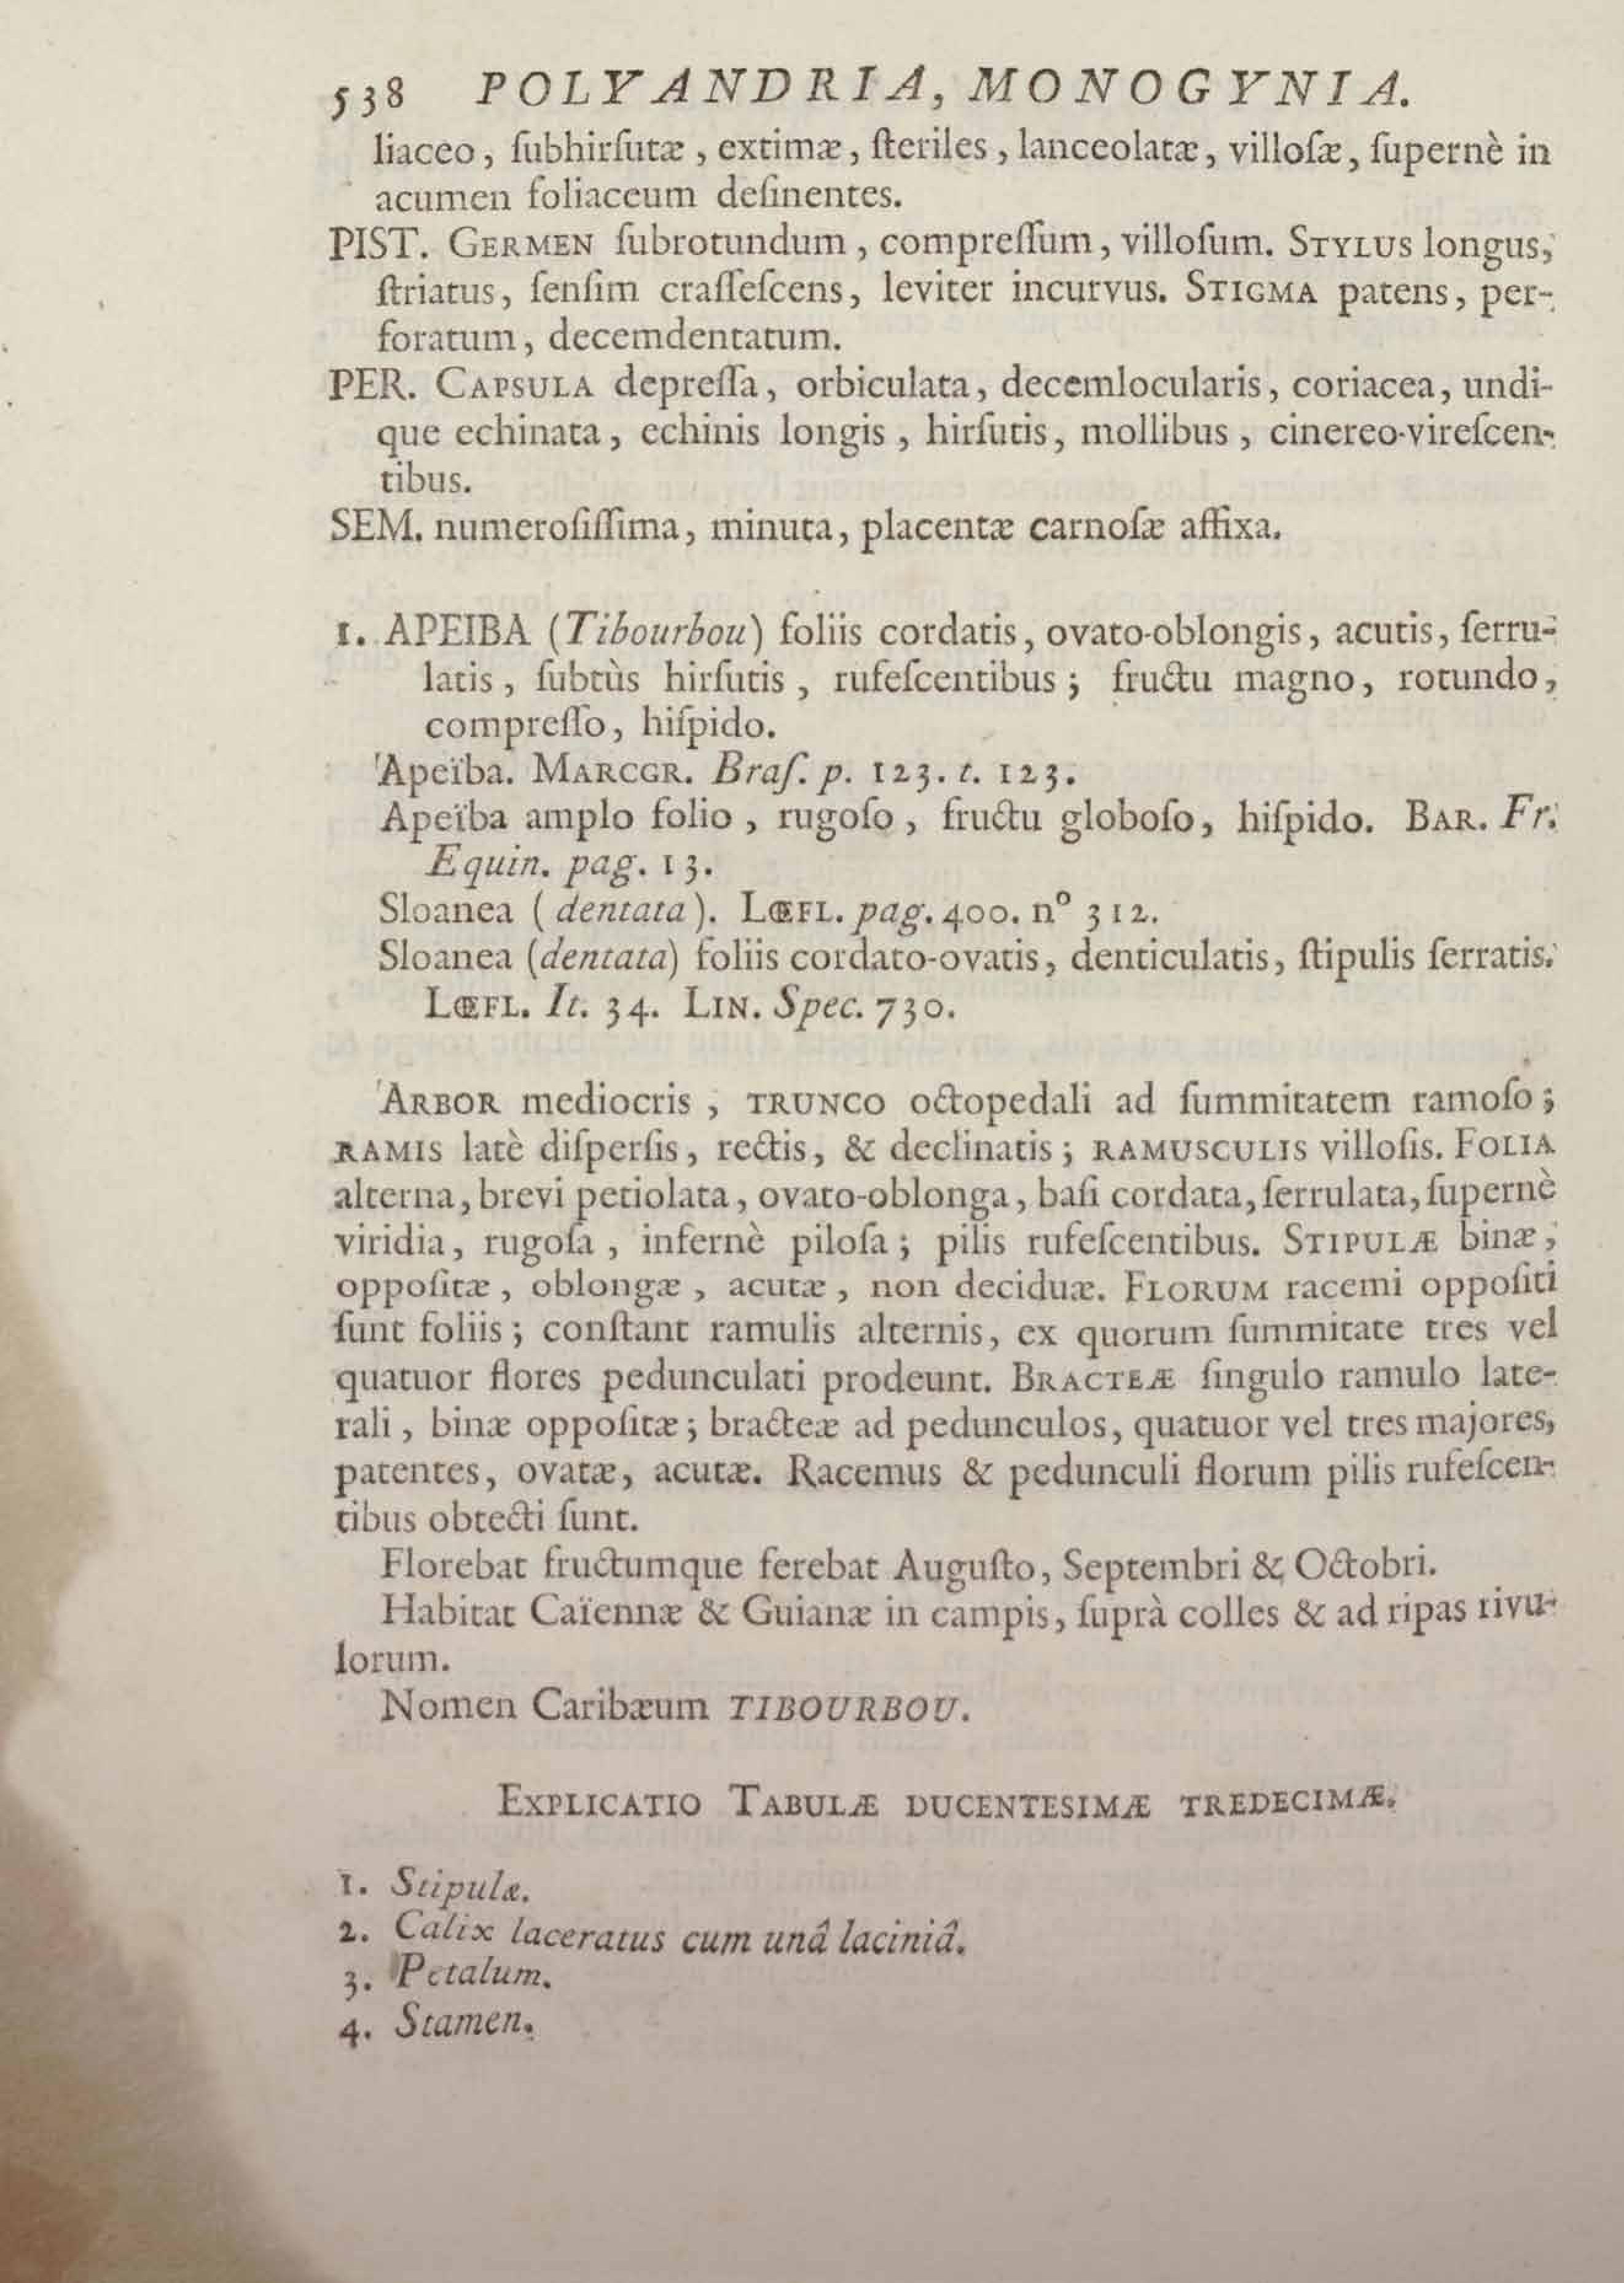 538 POLYANDRIA, MONOGYNIA.
liaceo, ſubhirſutæ, extimæ, ſteriles, lanceolatæ, villoſæ, ſupernè in
acumen foliaceum deſinentes.
PIST. GERMEN ſubrotundum, compreſſum, villoſum. STYLUS longus,
ſtriatus, ſenſim craſſeſcens, leviter incurvus. STIGMA patens, per-
foratum, decemdentatum.
PER. CAPSULA depreſſa, orbiculata, decemlocularis, coriacea, undi-
que echinata, echinis longis, hirſutis, mollibus, cinereo-vireſcen-
tibus.
SEM. numeroſiſſima, minuta, placentæ carnoſæ affixa.
1. APEIBA (Tibourbou) foliis cordatis, ovato-oblongis, acutis, ſerru-
latis, ſubtùs hirſutis, rufeſcentibus; fructu magno, rotundo,
compreſſo, hiſpido.
Apeïba. MARCGR. Braſ. p. 123. t. 123.
Apeïba amplo folio, rugoſo, fructu globoſo, hiſpido. BAR. Fr.
Equin. pag. 13.
Sloanea (dentata). LŒFL. pag. 400. nº 312.
Sloanea (dentata) foliis cordato-ovatis, denticulatis, ſtipulis ſerratis.
LŒFL. It. 34. LIN. Spec. 730.
ARBOR mediocris, TRUNCO octopedali ad ſummitatem ramoſo;
RAMIS latè diſperſis, rectis, & declinatis; RAMUSCULIS villoſis. FOLIA
alterna, brevi petiolata, ovato-oblonga, baſi cordata, ſerrulata, ſupernè
viridia, rugoſa, infernè piloſa; pilis rufeſcentibus. STIPULÆ binæ,
oppoſitæ, oblongæ, acutæ, non deciduæ. FLORUM racemi oppoſiti
ſunt foliis; conſtant ramulis alternis, ex quorum ſummitate tres vel
quatuor flores pedunculati prodeunt. BRACTEÆ ſingulo ramulo late-
rali, binæ oppoſitæ; bracteæ ad pedunculos, quatuor vel tres majores,
patentes, ovatæ, acutæ. Racemus & pedunculi florum pilis rufeſcen-
tibus obtecti ſunt.
Florebat fructumque ferebat Auguſto, Septembri & Octobri.
Habitat Caïennæ & Guianæ in campis, ſuprà colles & ad ripas rivu-
lorum.
Nomen Caribæum TIBOURBOU.
EXPLICATIO TABULÆ DUCENTESIMÆ TREDECIMÆ.
1. Stipulæ.
2. Calix laceratus cum unâ laciniâ.
3. Petalum.
4. Stamen.